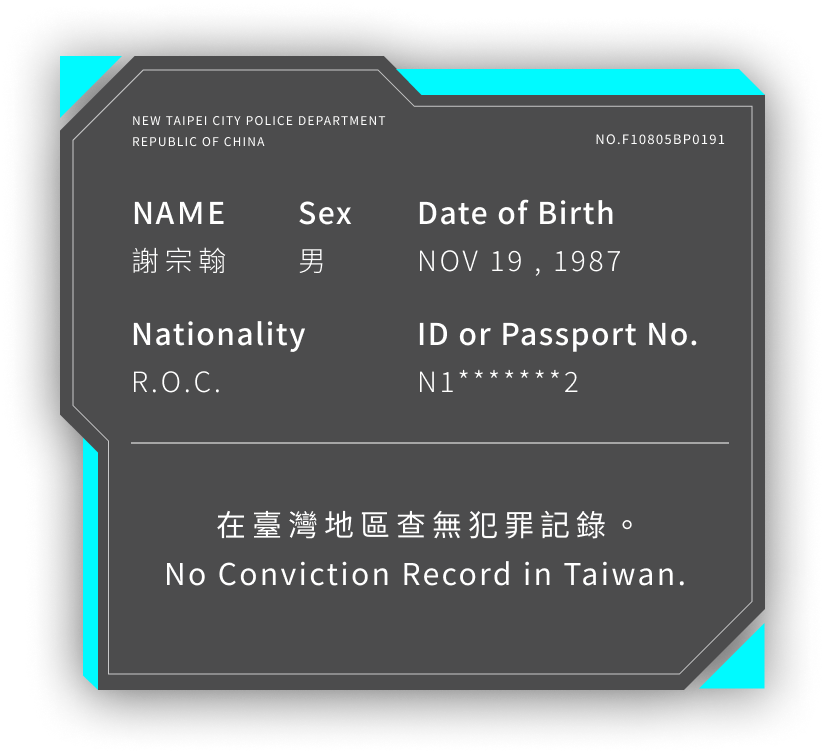 NEW TAIPEI CITY POLICE DEPARTMENT
REPUBLIC OF CHINA
NO.F10805BP0191
NAME Sex Date of Birth
謝宗翰 男 NOV 19 , 1987
Nationality ID or Passport No.
R.O.C. N1*******2
在臺灣地區查無犯罪記錄。
No Conviction Record in Taiwan.